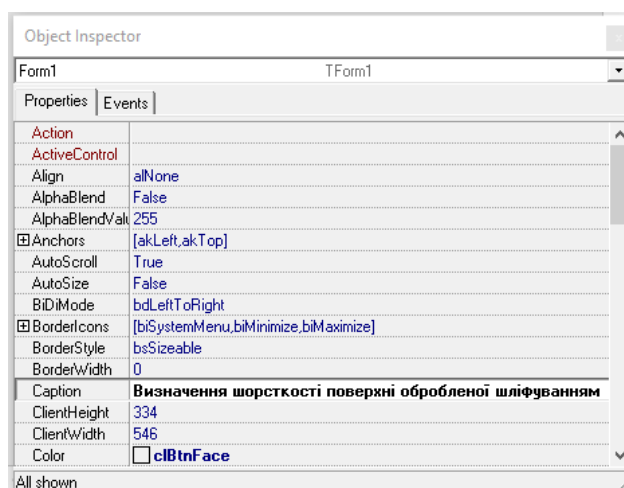 Object Inspector
Form1 TForm1
Properties Events
Action
ActiveControl
Align alNone
AlphaBlend False
AlphaBlendValu 255
Anchors [akLeft,akTop]
AutoScroll True
AutoSize False
BiDiMode bdLeftToRight
BorderIcons [biSystemMenu,biMinimize,biMaximize]
BorderStyle bsSizeable
BorderWidth 0
Caption Визначення шорсткості поверхні обробленої шліфуванням
ClientHeight 334
ClientWidth 546
Color clBtnFace
All shown